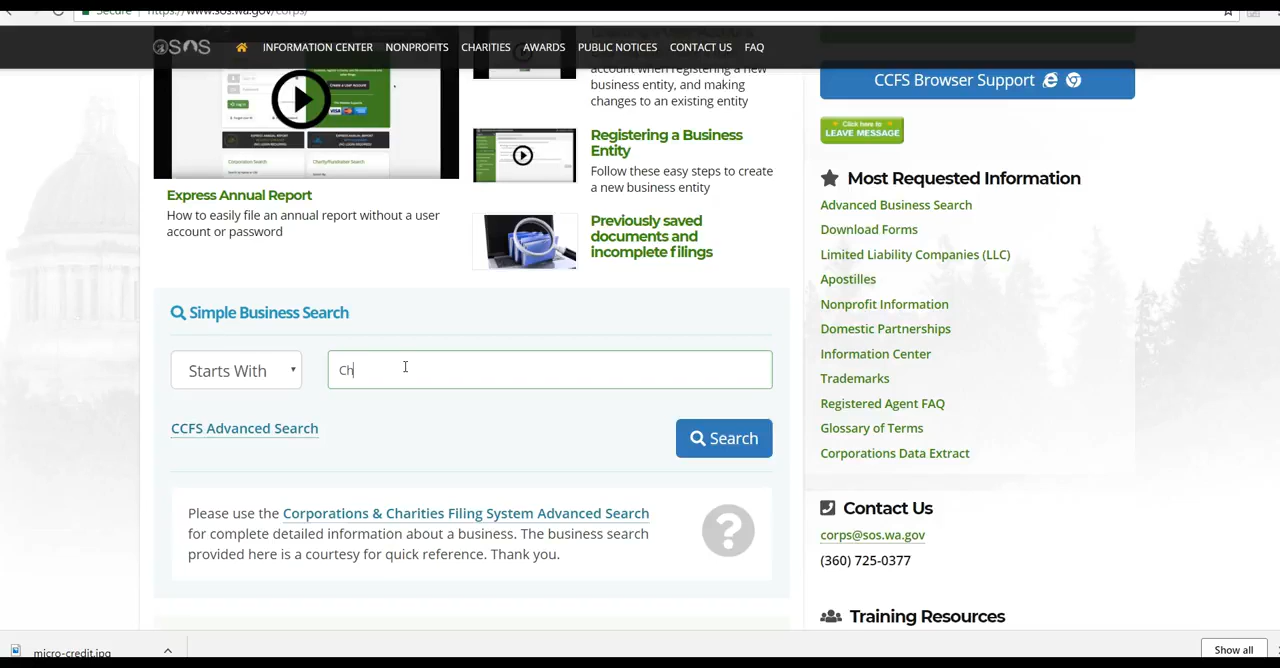 Secure https://www.sos.wa.gov/corps/
SOS INFORMATION CENTER NONPROFITS CHARITIES AWARDS PUBLIC NOTICES CONTACT US FAQ
account when registering a new
business entity, and making
changes to an existing entity
Registering a Business
Entity
Follow these easy steps to create
a new business entity
Express Annual Report
How to easily file an annual report without a user
account or password
Previously saved
documents and
incomplete filings
Simple Business Search
Starts With
Ch
CCFS Advanced Search
Search
Please use the Corporations & Charities Filing System Advanced Search
for complete detailed information about a business. The business search
provided here is a courtesy for quick reference. Thank you.
?
CCFS Browser Support
Click here to
LEAVE MESSAGE
Most Requested Information
Advanced Business Search
Download Forms
Limited Liability Companies (LLC)
Apostilles
Nonprofit Information
Domestic Partnerships
Information Center
Trademarks
Registered Agent FAQ
Glossary of Terms
Corporations Data Extract
Contact Us
corps@sos.wa.gov
(360) 725-0377
Training Resources
micro-credit.jpg
Show all